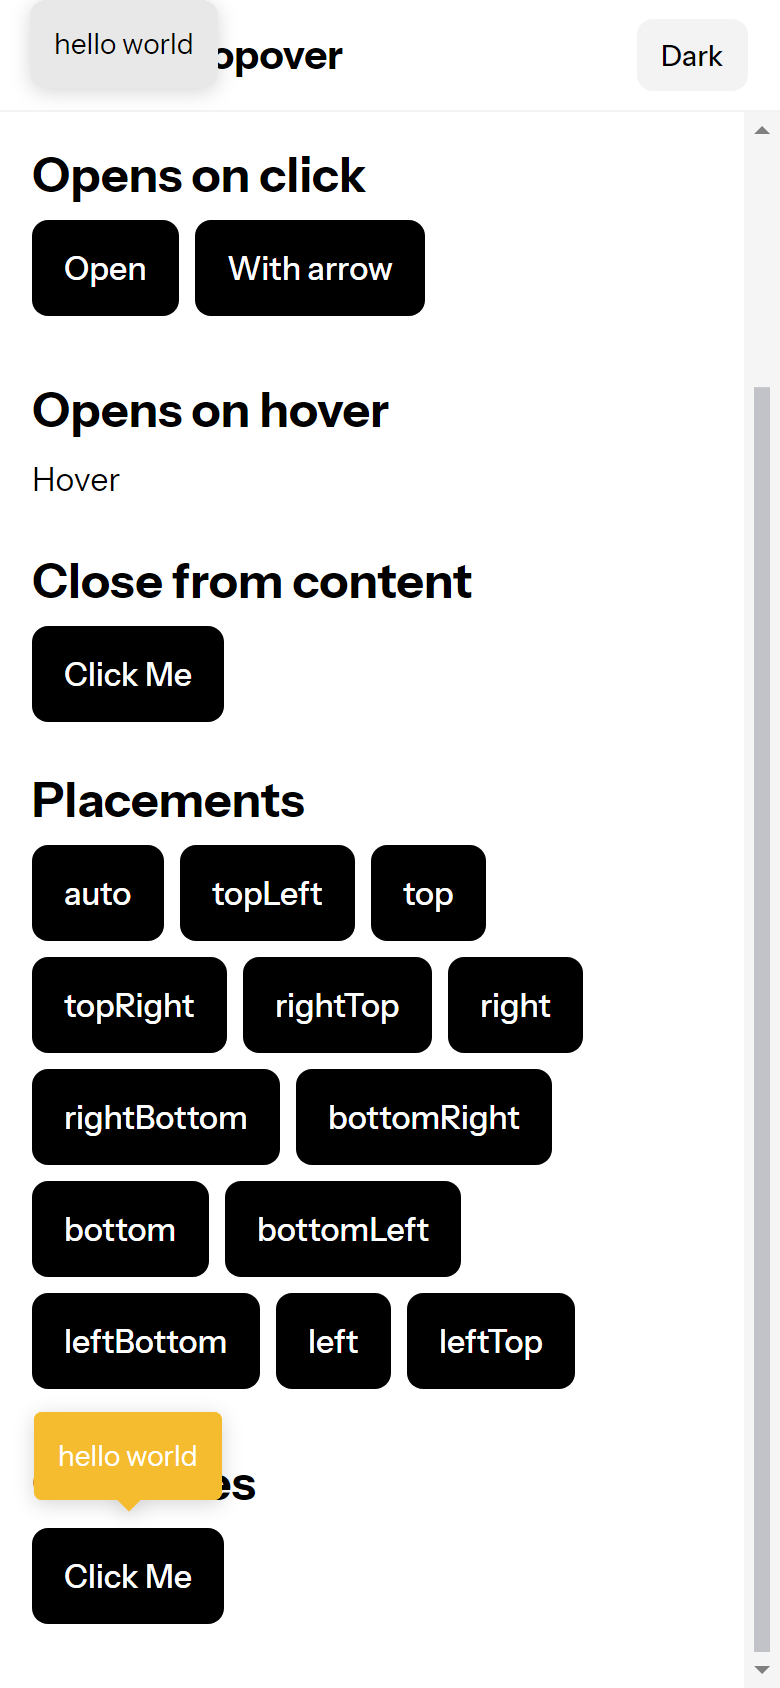 hello world
opover
Dark
Opens on click
Open
With arrow
Opens on hover
Hover
Close from content
Click Me
Placements
auto
topLeft
top
topRight
rightTop
right
rightBottom
bottomRight
bottom
bottomLeft
leftBottom
left
leftTop
hello world
es
Click Me